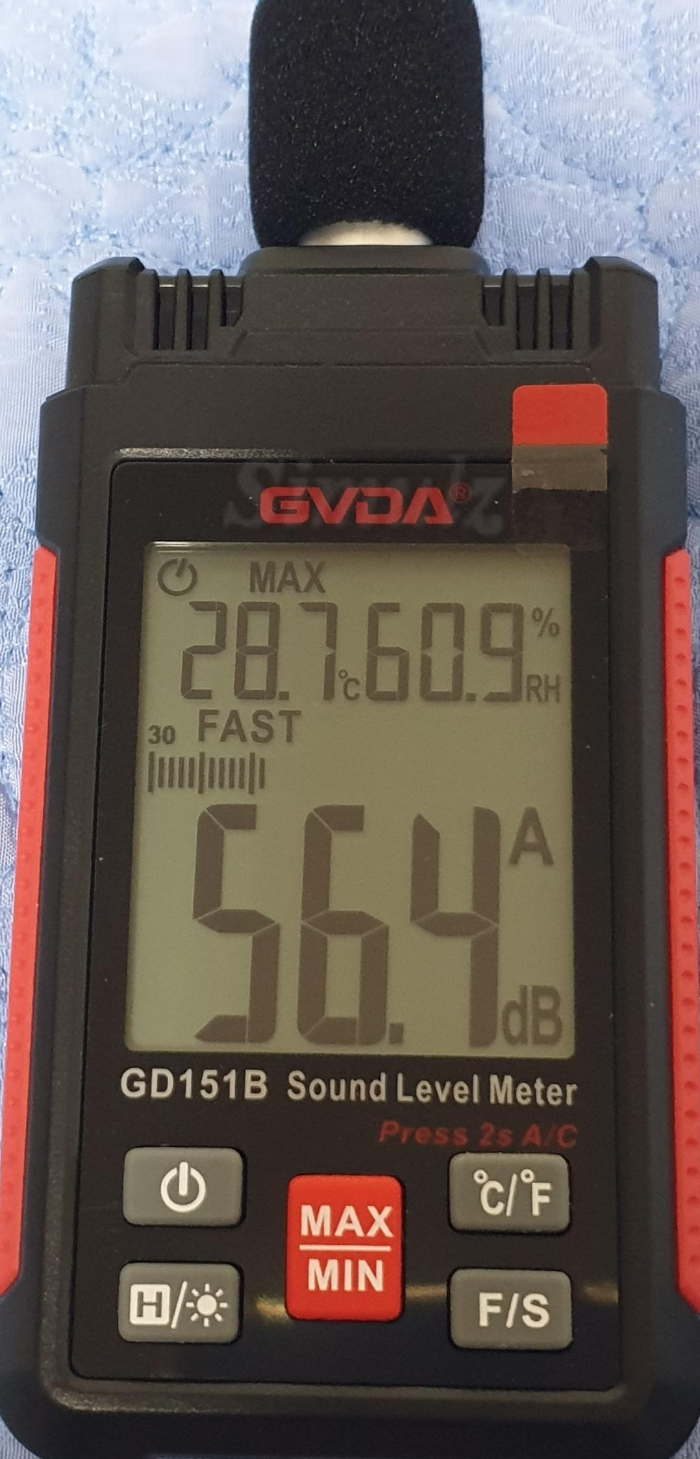 GVDA®
MAX
28.7°C 60.9% RH
30 FAST
56.4 A dB
GD151B Sound Level Meter
Press 2s A/C
°C/°F
MAX
MIN
H/
F/S